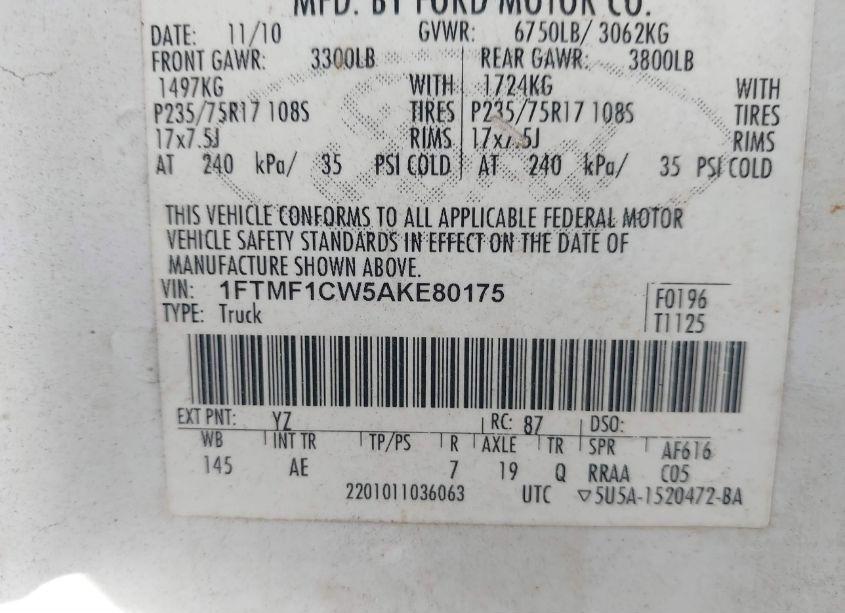 MFD. BY FORD MOTOR CO.
DATE: 11/10 GVWR: 6750LB/ 3062KG
FRONT GAWR: 3300LB REAR GAWR: 3800LB
1497KG WITH 1724KG WITH
P235/75R17 108S TIRES P235/75R17 108S TIRES
17x7.5J RIMS 17x7.5J RIMS
AT 240 kPa/ 35 PSI COLD AT 240 kPa/ 35 PSI COLD
THIS VEHICLE CONFORMS TO ALL APPLICABLE FEDERAL MOTOR
VEHICLE SAFETY STANDARDS IN EFFECT ON THE DATE OF
MANUFACTURE SHOWN ABOVE.
VIN: 1FTMF1CW5AKE80175 F0196
TYPE: Truck T1125
EXT PNT: YZ RC: 87 DSO:
WB INT TR TP/PS R AXLE TR SPR AF616
145 AE 7 19 Q RRAA C05
2201011036063 UTC ▽5U5A-1520472-BA